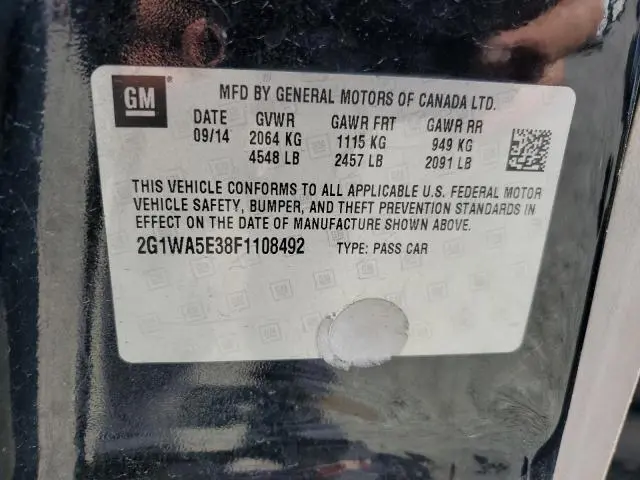 GM
MFD BY GENERAL MOTORS OF CANADA LTD.
DATE GVWR GAWR FRT GAWR RR
09/14 2064 KG 1115 KG 949 KG
4548 LB 2457 LB 2091 LB
THIS VEHICLE CONFORMS TO ALL APPLICABLE U.S. FEDERAL MOTOR
VEHICLE SAFETY, BUMPER, AND THEFT PREVENTION STANDARDS IN
EFFECT ON THE DATE OF MANUFACTURE SHOWN ABOVE.
2G1WA5E38F1108492 TYPE: PASS CAR